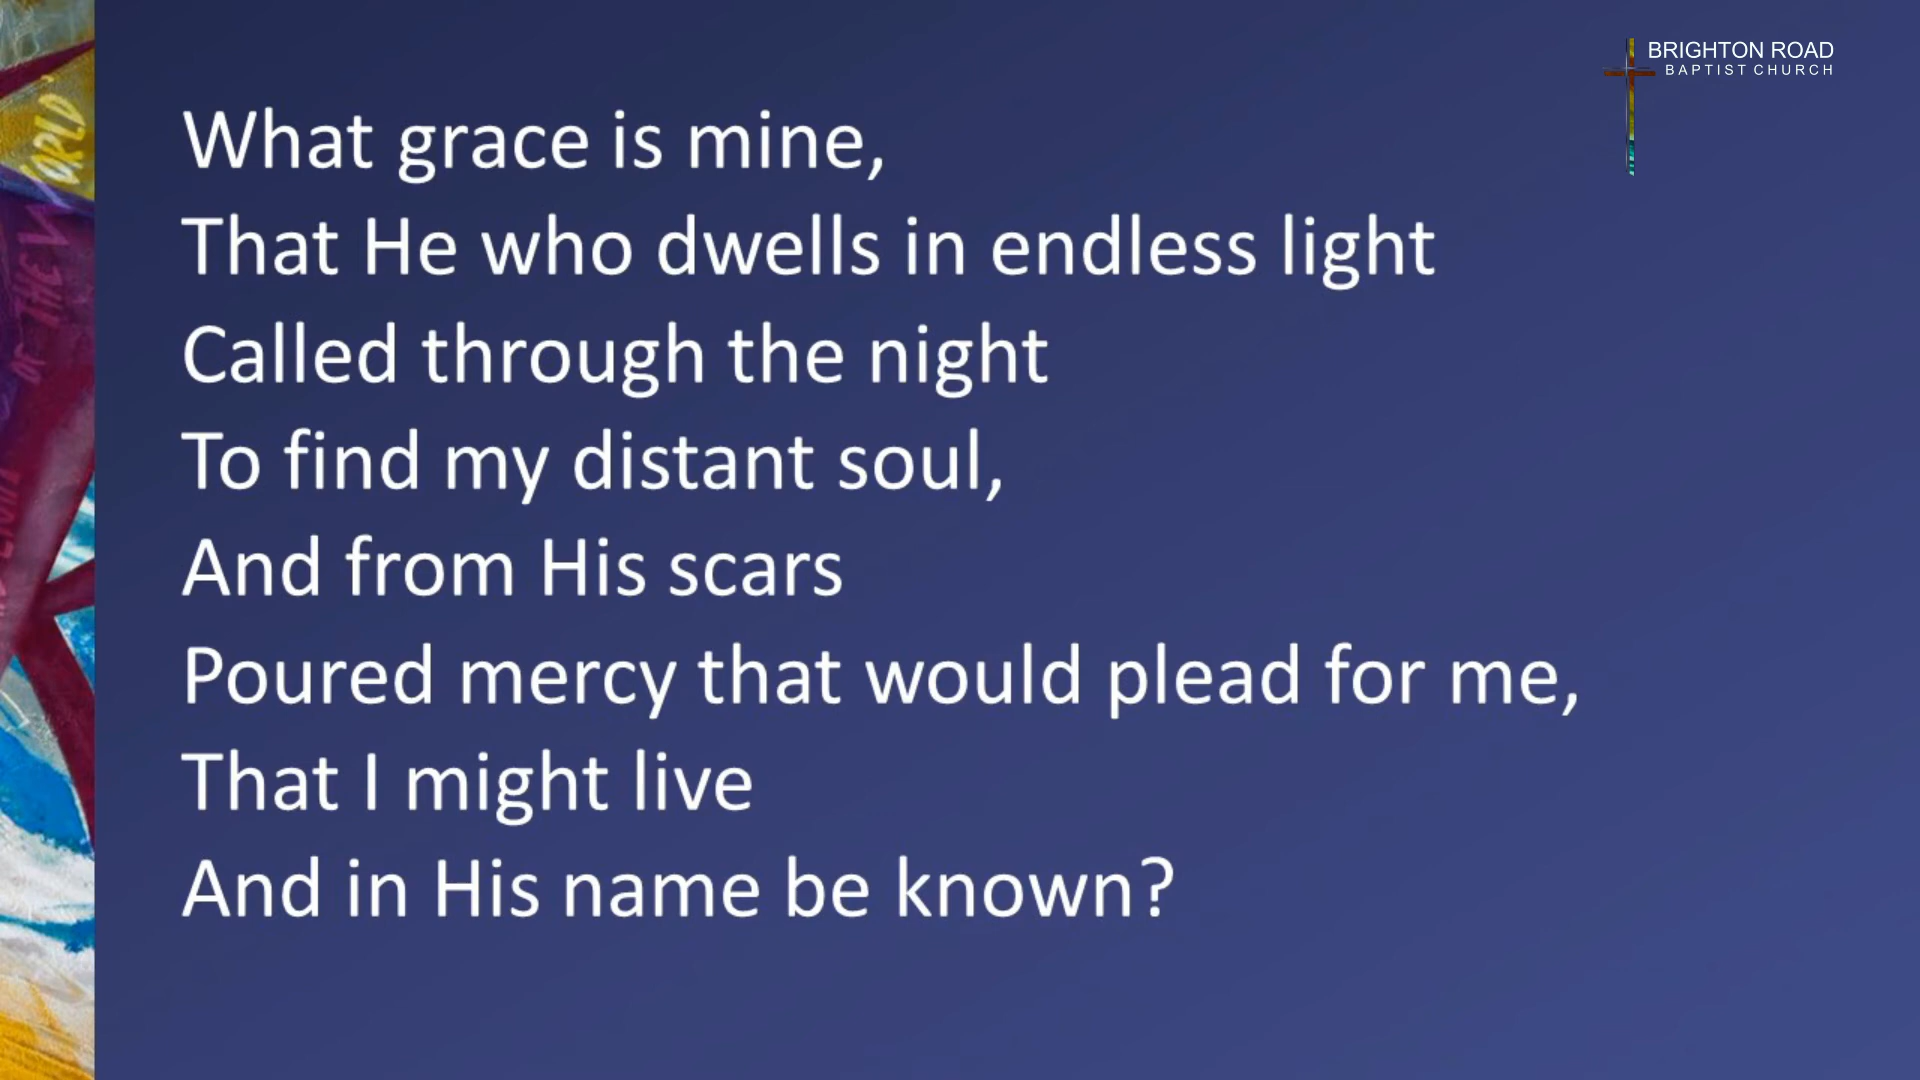 BRIGHTON ROAD
BAPTIST CHURCH
What grace is mine,
That He who dwells in endless light
Called through the night
To find my distant soul,
And from His scars
Poured mercy that would plead for me,
That I might live
And in His name be known?
OF THE